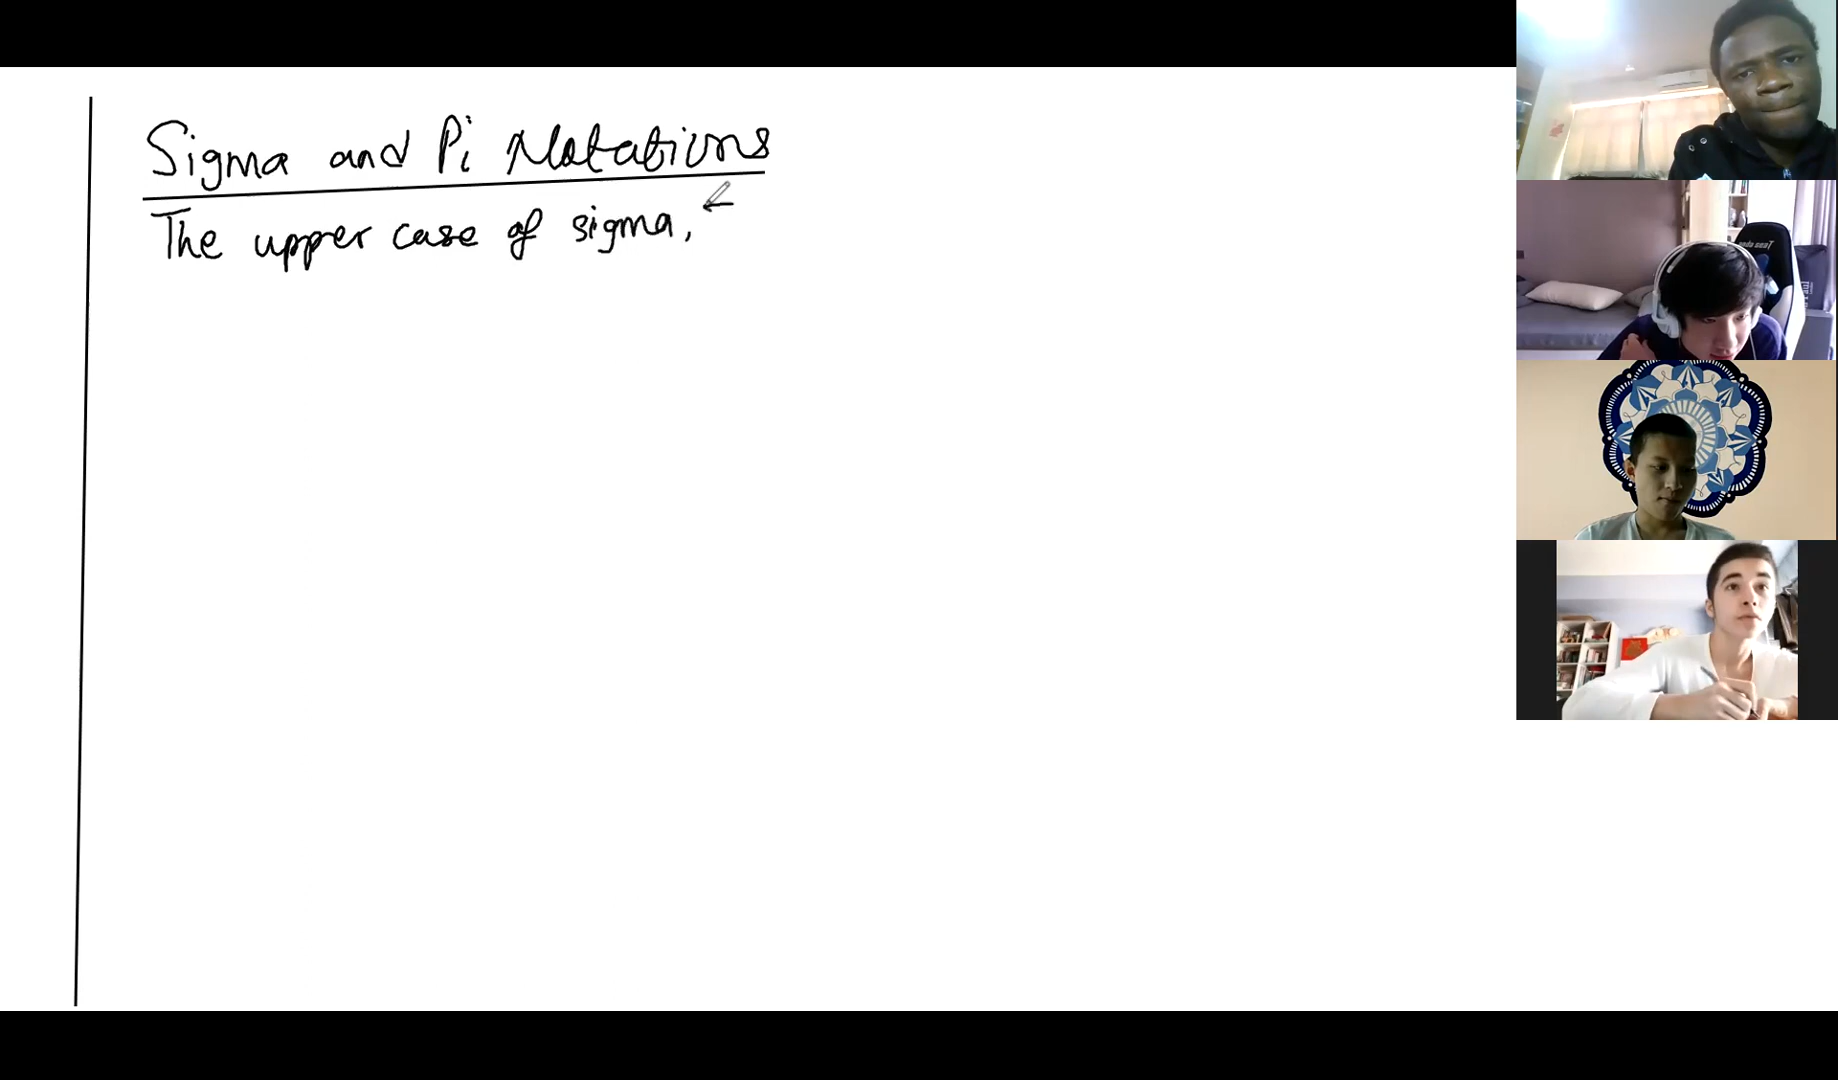 Sigma and Pi Notations
The upper case of sigma,